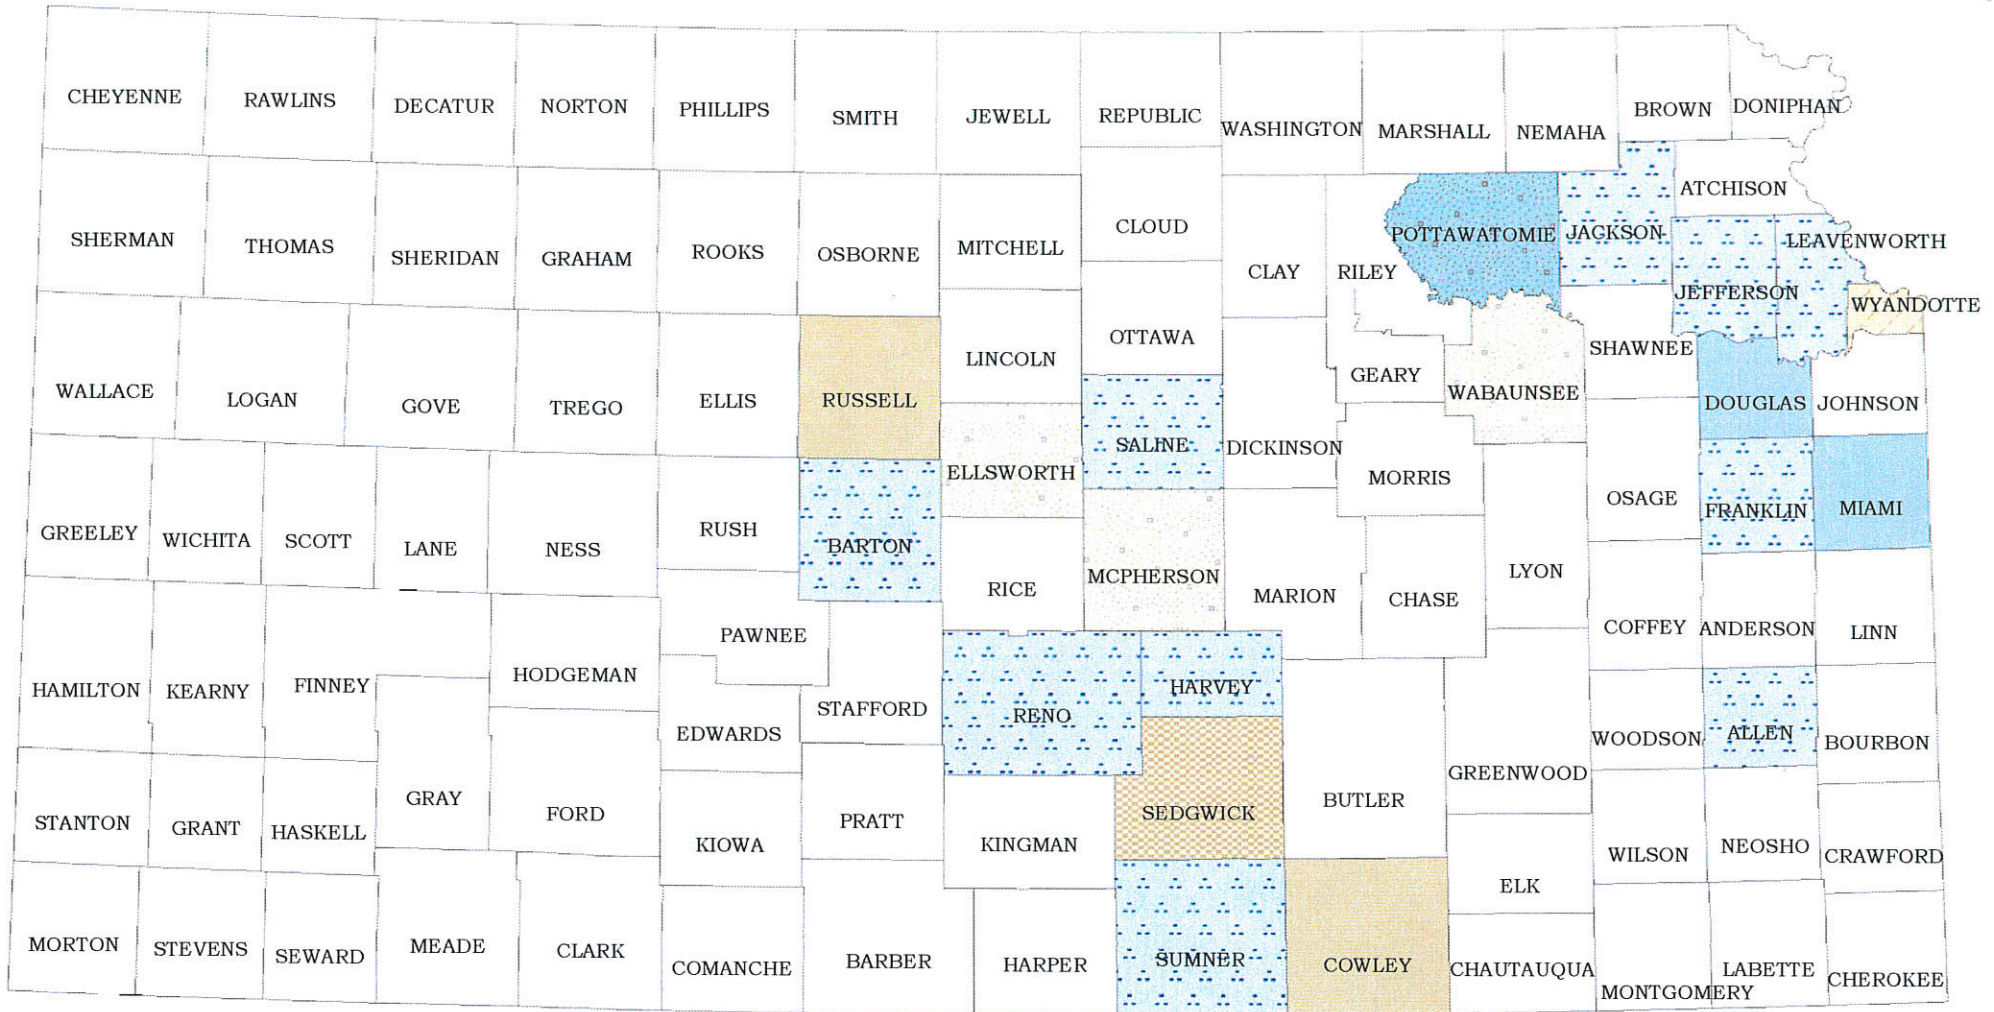 CHEYENNE
RAWLINS
DECATUR
NORTON
PHILLIPS
SMITH
JEWELL
REPUBLIC
WASHINGTON
MARSHALL
NEMAHA
BROWN
DONIPHAN
ATCHISON
SHERMAN
THOMAS
SHERIDAN
GRAHAM
ROOKS
OSBORNE
MITCHELL
CLOUD
CLAY
RILEY
POTTAWATOMIE
JACKSON
LEAVENWORTH
JEFFERSON
WYANDOTTE
WALLACE
LOGAN
GOVE
TREGO
ELLIS
RUSSELL
LINCOLN
OTTAWA
GEARY
WABAUNSEE
SHAWNEE
DOUGLAS
JOHNSON
ELLSWORTH
SALINE
DICKINSON
MORRIS
GREELEY
WICHITA
SCOTT
LANE
NESS
RUSH
BARTON
RICE
MCPHERSON
MARION
CHASE
LYON
OSAGE
FRANKLIN
MIAMI
HAMILTON
KEARNY
FINNEY
HODGEMAN
PAWNEE
STAFFORD
EDWARDS
RENO
HARVEY
COFFEY
ANDERSON
LINN
STANTON
GRANT
HASKELL
GRAY
FORD
KIOWA
PRATT
KINGMAN
SEDGWICK
BUTLER
GREENWOOD
WOODSON
ALLEN
BOURBON
WILSON
NEOSHO
CRAWFORD
ELK
MORTON
STEVENS
SEWARD
MEADE
CLARK
COMANCHE
BARBER
HARPER
SUMNER
COWLEY
CHAUTAUQUA
MONTGOMERY
LABETTE
CHEROKEE